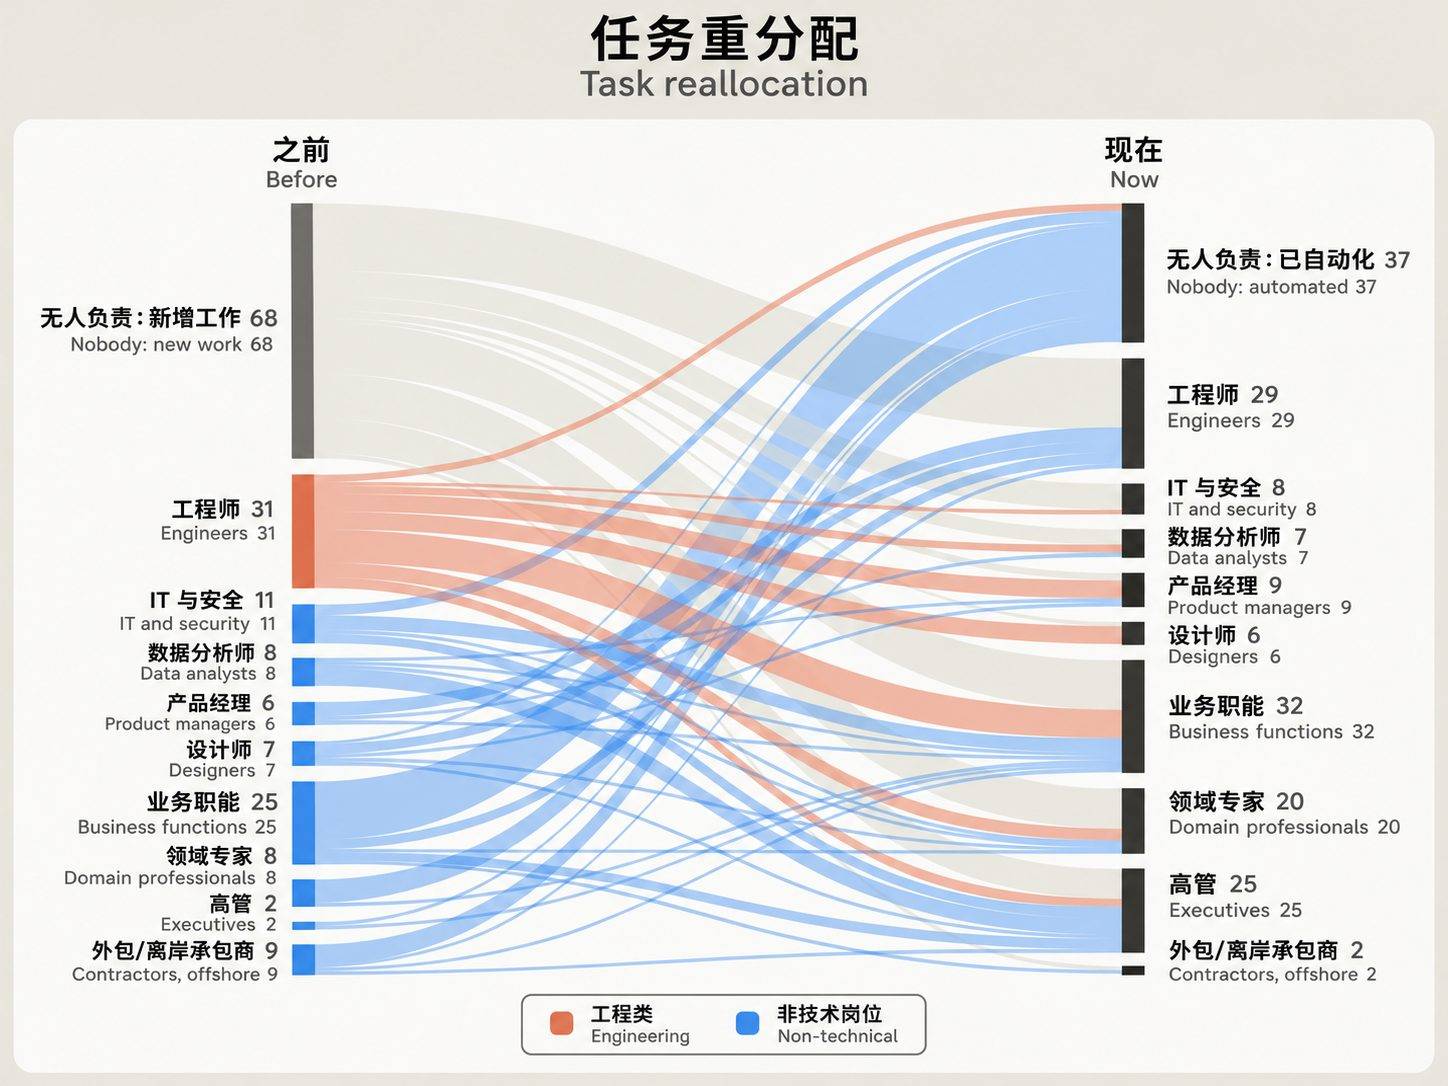 任务重分配
Task reallocation
之前
Before
现在
Now
无人负责：新增工作 68
Nobody: new work 68
工程师 31
Engineers 31
IT 与安全 11
IT and security 11
数据分析师 8
Data analysts 8
产品经理 6
Product managers 6
设计师 7
Designers 7
业务职能 25
Business functions 25
领域专家 8
Domain professionals 8
高管 2
Executives 2
外包/离岸承包商 9
Contractors, offshore 9
无人负责：已自动化 37
Nobody: automated 37
工程师 29
Engineers 29
IT 与安全 8
IT and security 8
数据分析师 7
Data analysts 7
产品经理 9
Product managers 9
设计师 6
Designers 6
业务职能 32
Business functions 32
领域专家 20
Domain professionals 20
高管 25
Executives 25
外包/离岸承包商 2
Contractors, offshore 2
工程类
Engineering
非技术岗位
Non-technical